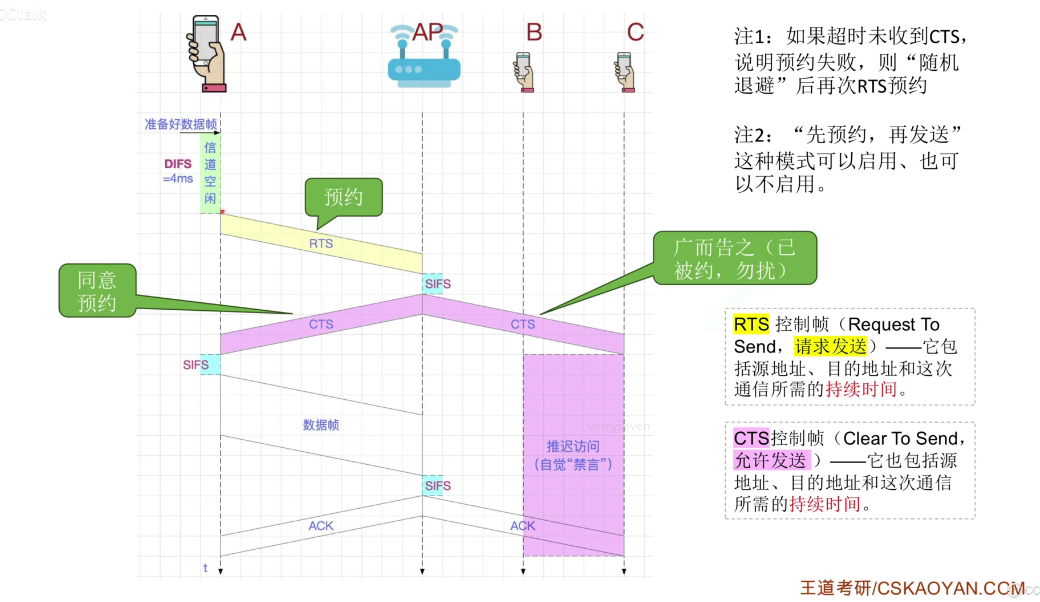 A
AP
B
C
注1：如果超时未收到CTS，
说明预约失败，则“随机
退避”后再次RTS预约
注2：“先预约，再发送”
这种模式可以启用、也可
以不启用。
准备好数据帧
DIFS
=4ms
信
道
空
闲
预约
RTS
广而告之（已
被约，勿扰）
同意
预约
SIFS
CTS
CTS
SIFS
数据帧
verryseven
推迟访问
（自觉“禁言”）
SIFS
ACK
ACK
t
RTS 控制帧（Request To
Send，请求发送）——它包
括源地址、目的地址和这次
通信所需的持续时间。
CTS控制帧（Clear To Send，
允许发送 ）——它也包括源
地址、目的地址和这次通信
所需的持续时间。
王道考研/CSKAOYAN.COM